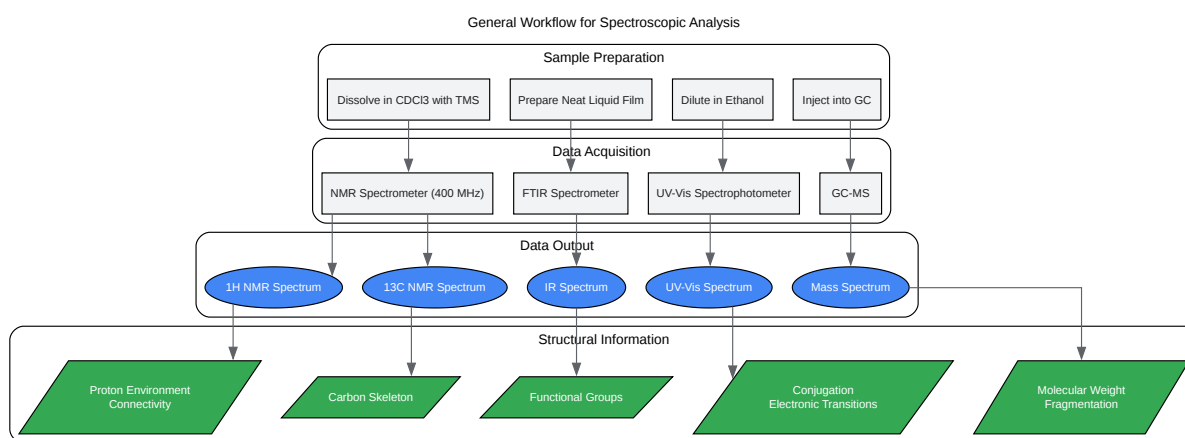 General Workflow for Spectroscopic Analysis
Sample Preparation
Dissolve in CDCl3 with TMS
Prepare Neat Liquid Film
Dilute in Ethanol
Inject into GC
Data Acquisition
NMR Spectrometer (400 MHz)
FTIR Spectrometer
UV-Vis Spectrophotometer
GC-MS
Data Output
1H NMR Spectrum
13C NMR Spectrum
IR Spectrum
UV-Vis Spectrum
Mass Spectrum
Structural Information
Proton Environment
Connectivity
Carbon Skeleton
Functional Groups
Conjugation
Electronic Transitions
Molecular Weight
Fragmentation